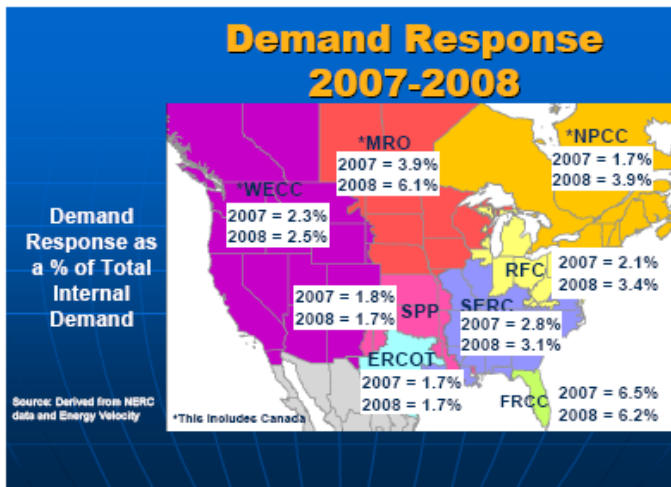 Demand Response
2007-2008
Demand
Response as
a % of Total
Internal
Demand
*WECC
2007 = 2.3%
2008 = 2.5%
*MRO
2007 = 3.9%
2008 = 6.1%
*NPCC
2007 = 1.7%
2008 = 3.9%
RFC
2007 = 2.1%
2008 = 3.4%
2007 = 1.8%
2008 = 1.7%
SPP
SERC
2007 = 2.8%
2008 = 3.1%
ERCOT
2007 = 1.7%
2008 = 1.7%
FRCC
2007 = 6.5%
2008 = 6.2%
Source: Derived from NERC
data and Energy Velocity
*This includes Canada